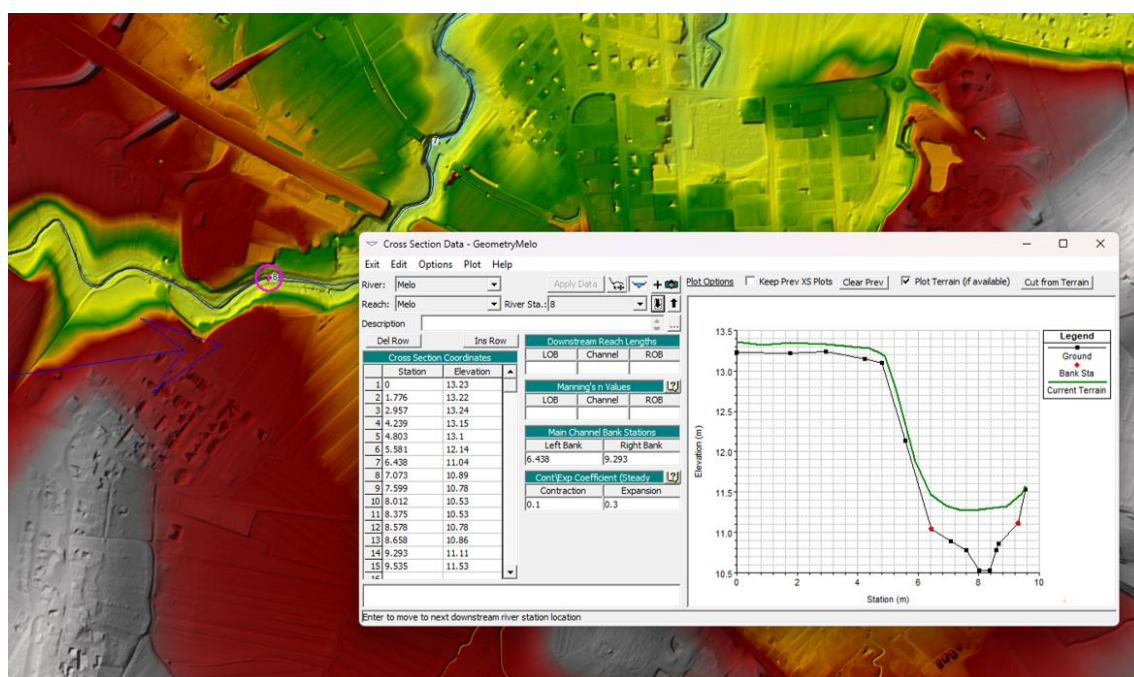 7
8
Cross Section Data - GeometryMelo
Exit Edit Options Plot Help
River: Melo Apply Data + Plot Options Keep Prev XS Plots Clear Prev Plot Terrain (if available) Cut from Terrain
Reach: Melo River Sta.: 8
Description ...
Del Row Ins Row
Cross Section Coordinates
Station Elevation
1 0 13.23
2 1.776 13.22
3 2.957 13.24
4 4.239 13.15
5 4.803 13.1
6 5.581 12.14
7 6.438 11.04
8 7.073 10.89
9 7.599 10.78
10 8.012 10.53
11 8.375 10.53
12 8.578 10.78
13 8.658 10.86
14 9.293 11.11
15 9.535 11.53
16
Downstream Reach Lengths
LOB Channel ROB
Manning's n Values ?
LOB Channel ROB
Main Channel Bank Stations
Left Bank Right Bank
6.438 9.293
Cont\Exp Coefficient (Steady ?
Contraction Expansion
0.1 0.3
13.5
13.0
12.5
12.0
11.5
11.0
10.5
Elevation (m)
0 2 4 6 8 10
Station (m)
Legend
Ground
Bank Sta
Current Terrain
Enter to move to next downstream river station location